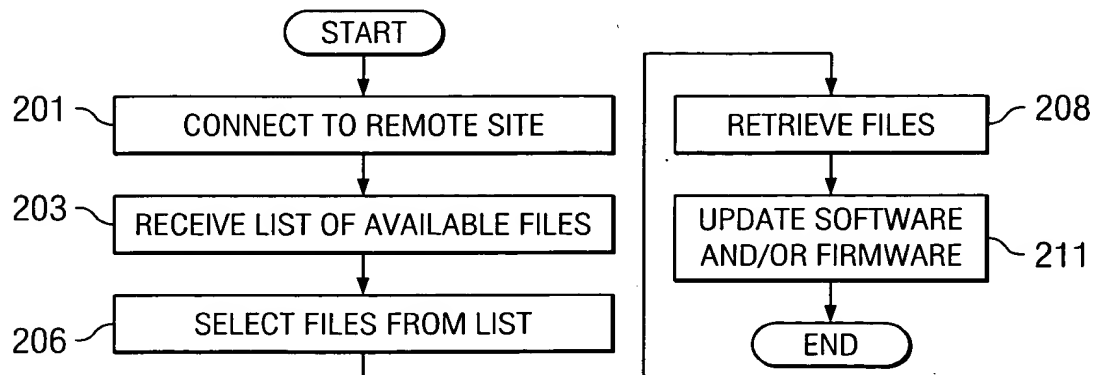 START
201
CONNECT TO REMOTE SITE
203
RECEIVE LIST OF AVAILABLE FILES
206
SELECT FILES FROM LIST
RETRIEVE FILES
208
UPDATE SOFTWARE
AND/OR FIRMWARE
211
END